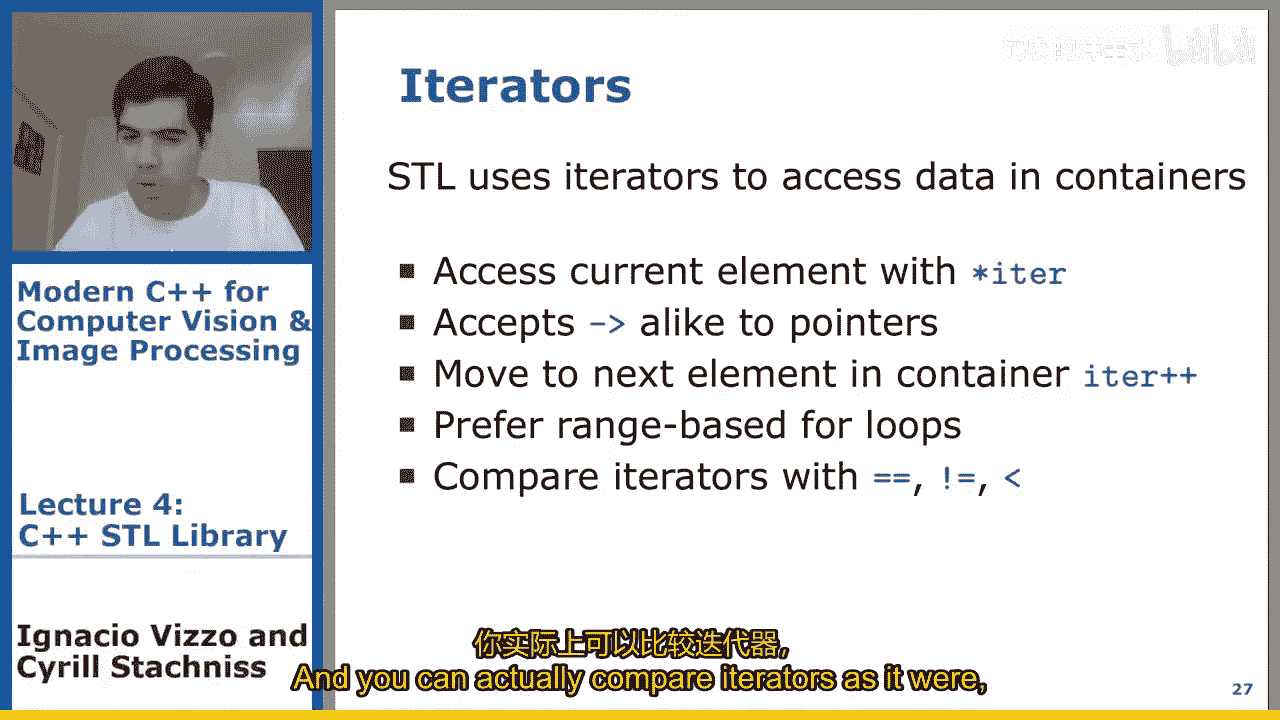 Iterators
STL uses iterators to access data in containers
▪ Access current element with *iter
▪ Accepts -> alike to pointers
▪ Move to next element in container iter++
▪ Prefer range-based for loops
▪ Compare iterators with ==, !=, <
Modern C++ for
Computer Vision &
Image Processing
Lecture 4:
C++ STL Library
Ignacio Vizzo and
Cyrill Stachniss
你实际上可以比较迭代器，
And you can actually compare iterators as it were,
27
bilibili